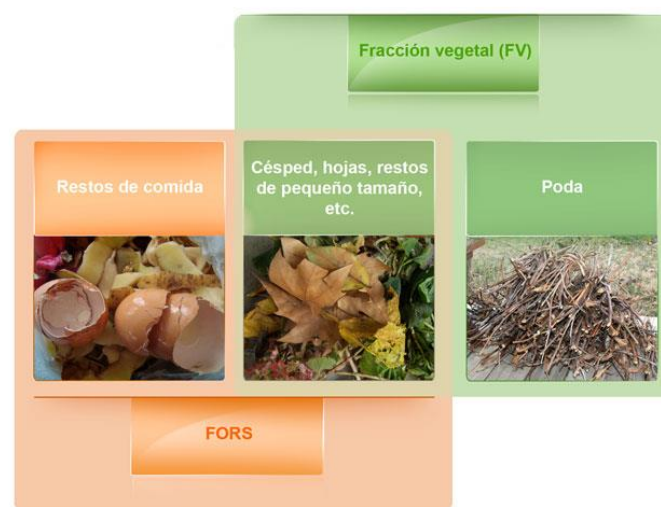 Fracción vegetal (FV)
Restos de comida
Césped, hojas, restos
de pequeño tamaño,
etc.
Poda
FORS